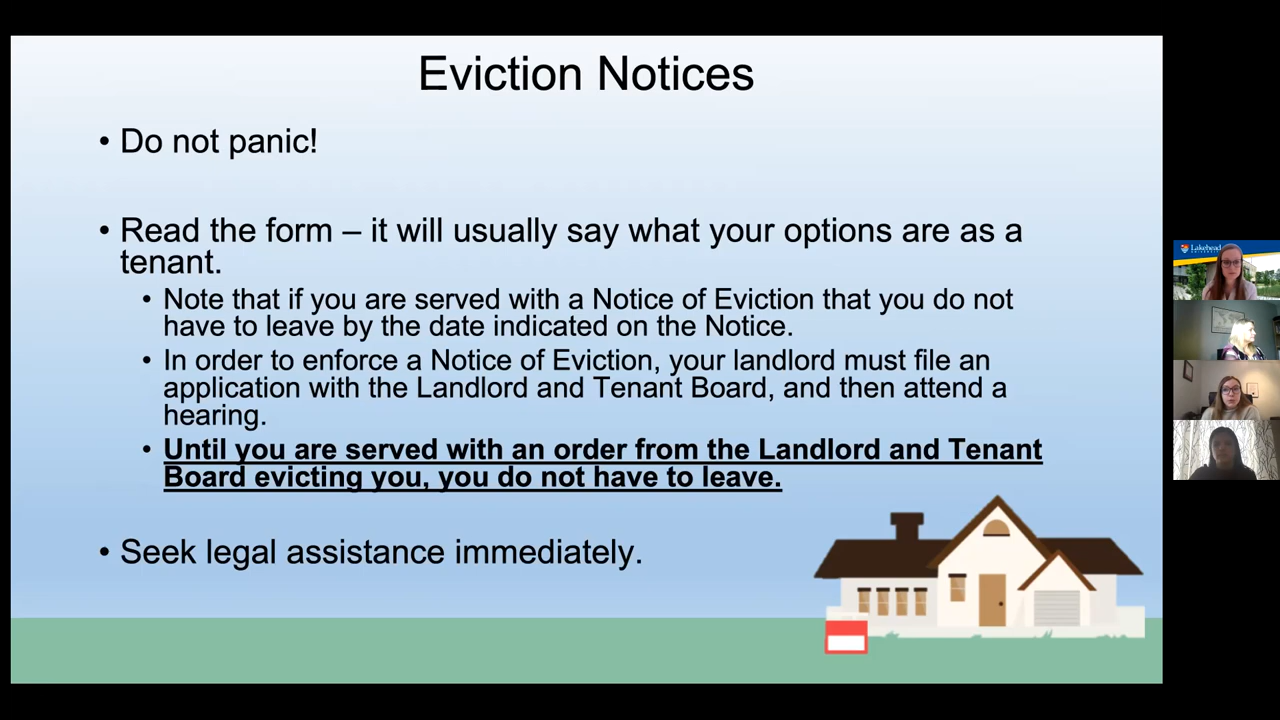 Eviction Notices
• Do not panic!
• Read the form – it will usually say what your options are as a
tenant.
• Note that if you are served with a Notice of Eviction that you do not
have to leave by the date indicated on the Notice.
• In order to enforce a Notice of Eviction, your landlord must file an
application with the Landlord and Tenant Board, and then attend a
hearing.
• Until you are served with an order from the Landlord and Tenant
Board evicting you, you do not have to leave.
• Seek legal assistance immediately.
Lakehead